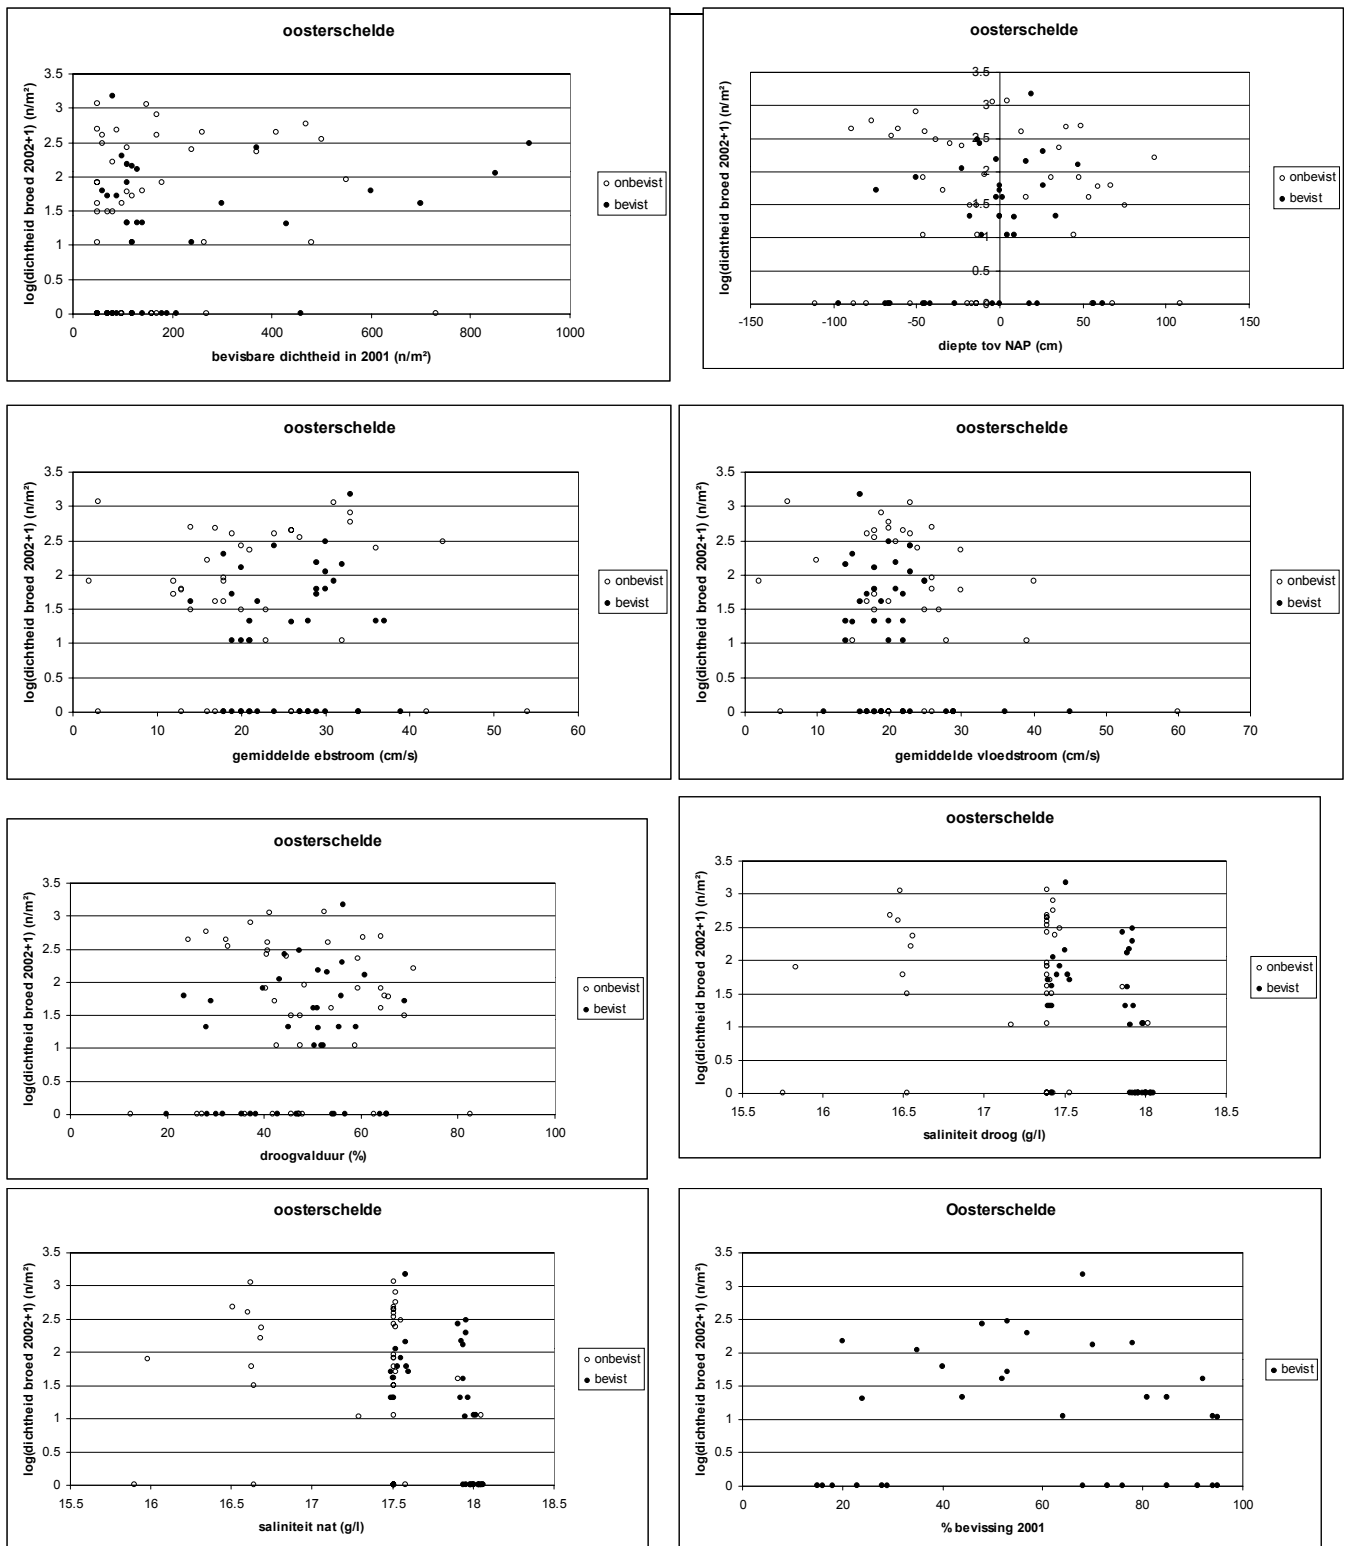 oosterschelde
log(dichtheid broed 2002+1) (n/m²)
3.5
3
2.5
2
1.5
1
0.5
0
0 200 400 600 800 1000
bevisbare dichtheid in 2001 (n/m²)
onbevist
bevist
oosterschelde
log(dichtheid broed 2002+1) (n/m²)
3.5
3
2.5
2
1.5
1
0.5
0
-150 -100 -50 0 50 100 150
diepte tov NAP (cm)
onbevist
bevist
oosterschelde
log(dichtheid broed 2002+1) (n/m²)
3.5
3
2.5
2
1.5
1
0.5
0
0 10 20 30 40 50 60
gemiddelde ebstroom (cm/s)
onbevist
bevist
oosterschelde
log(dichtheid broed 2002+1) (n/m²)
3.5
3
2.5
2
1.5
1
0.5
0
0 10 20 30 40 50 60 70
gemiddelde vloedstroom (cm/s)
onbevist
bevist
oosterschelde
log(dichtheid broed 2002+1) (n/m²)
3.5
3
2.5
2
1.5
1
0.5
0
0 20 40 60 80 100
droogvalduur (%)
onbevist
bevist
oosterschelde
log(dichtheid broed 2002+1) (n/m²)
3.5
3
2.5
2
1.5
1
0.5
0
15.5 16 16.5 17 17.5 18 18.5
saliniteit droog (g/l)
onbevist
bevist
oosterschelde
log(dichtheid broed 2002+1) (n/m²)
3.5
3
2.5
2
1.5
1
0.5
0
15.5 16 16.5 17 17.5 18 18.5
saliniteit nat (g/l)
onbevist
bevist
Oosterschelde
log(dichtheid broed 2002+1) (n/m²)
3.5
3
2.5
2
1.5
1
0.5
0
0 20 40 60 80 100
% bevissing 2001
bevist